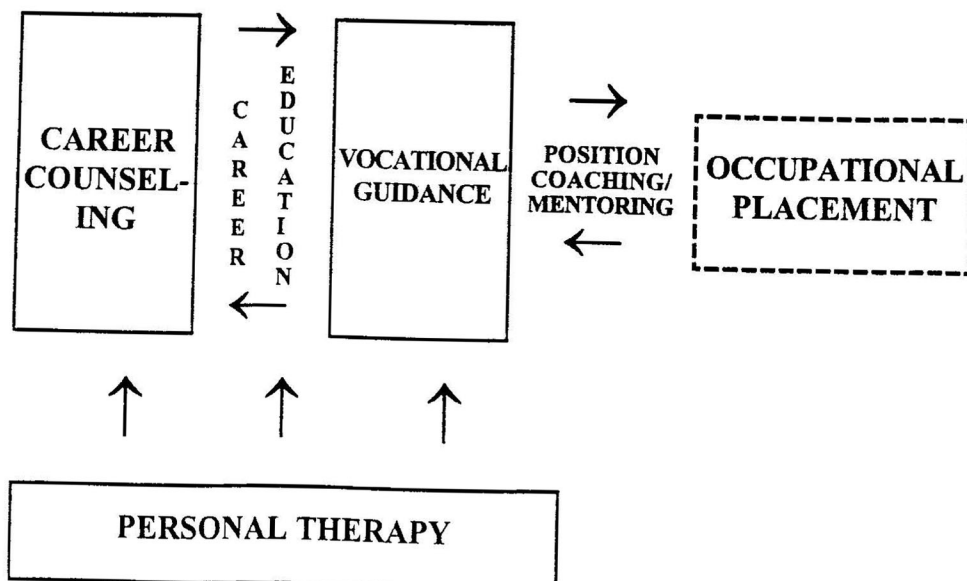 CAREER
COUNSEL-
ING
CAREER
EDUCATION
VOCATIONAL
GUIDANCE
POSITION
COACHING/
MENTORING
OCCUPATIONAL
PLACEMENT
PERSONAL THERAPY